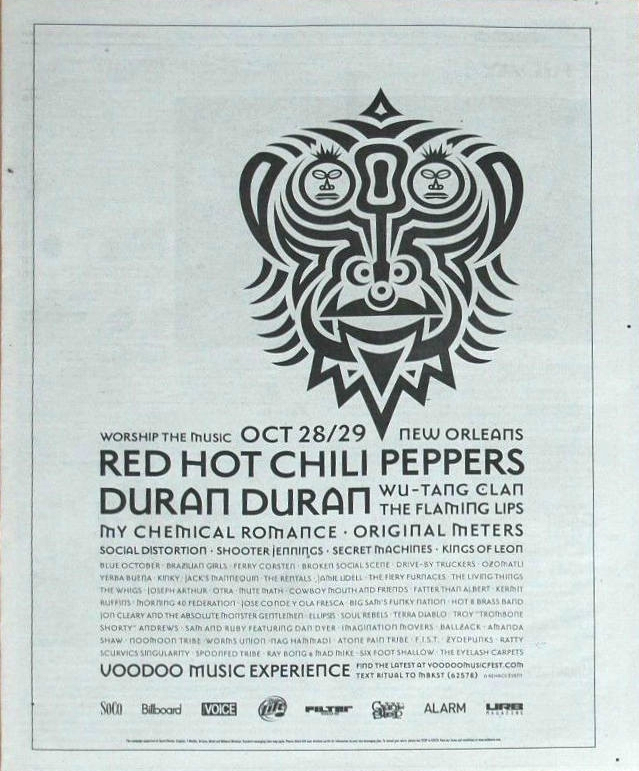 WORSHIP THE MUSIC OCT 28/29 NEW ORLEANS
RED HOT CHILI PEPPERS
DURAN DURAN WU-TANG CLAN
THE FLAMING LIPS
MY CHEMICAL ROMANCE · ORIGINAL METERS
SOCIAL DISTORTION · SHOOTER JENNINGS · SECRET MACHINES · KINGS OF LEON
BLUE OCTOBER · BRAZILIAN GIRLS · FERRY CORSTEN · BROKEN SOCIAL SCENE · DRIVE-BY TRUCKERS · OZOMATLI
YERBA BUENA · KINKY · JACK'S MANNEQUIN · THE RENTALS · JAMIE LIDELL · THE FIERY FURNACES · THE LIVING THINGS
THE WHIGS · JOSEPH ARTHUR · OTRA · MUTE MATH · COWBOY MOUTH AND FRIENDS · FATTER THAN ALBERT · KERMIT
RUFFINS · MORNING 40 FEDERATION · JOSE CONDE Y OLA FRESCA · BIG SAM'S FUNKY NATION · HOT 8 BRASS BAND
JON CLEARY AND THE ABSOLUTE MONSTER GENTLEMEN · ELLIPSIS · SOUL REBELS · TERRA DIABLO · TROY "TROMBONE
SHORTY" ANDREWS · SAM AND RUBY FEATURING DAN DYER · IMAGINATION MOVERS · BALLZACK · AMANDA
SHAW · NOOMOON TRIBE · WORMS UNION · NAG HAMMADI · ATONE PAIN TRIBE · F.I.S.T. · ZYDEPUNKS · RATTY
SCURVICS SINGULARITY · SPOONFED TRIBE · RAY BONG & MAD MIKE · SIX FOOT SHALLOW · THE EYELASH CARPETS
VOODOO MUSIC EXPERIENCE FIND THE LATEST AT VOODOOMUSICFEST.COM
TEXT RITUAL TO MBKST (62578) A REHAGE EVENT
SoCo Billboard VOICE FILTER ALARM URB
MAGAZINE